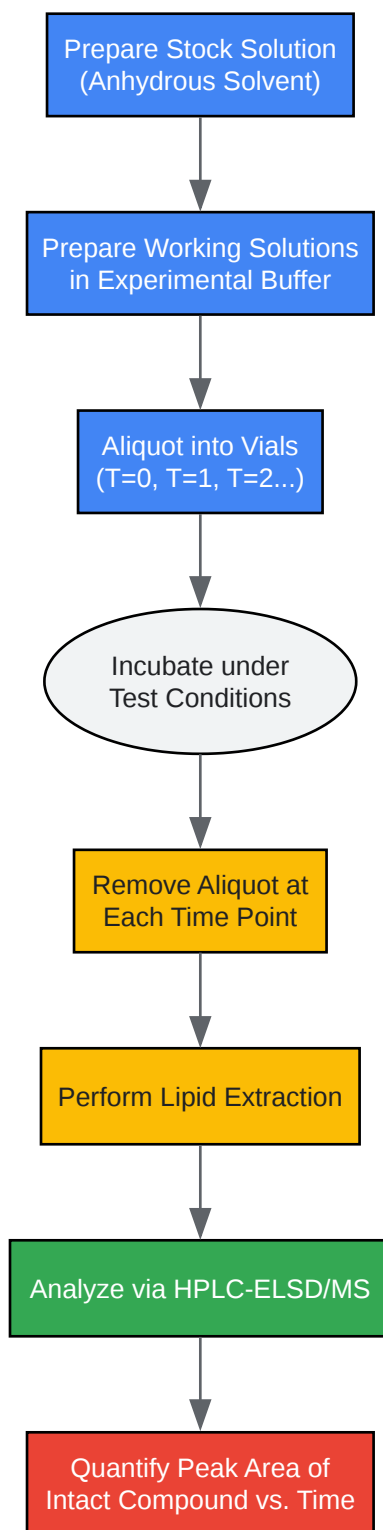 Prepare Stock Solution
(Anhydrous Solvent)
Prepare Working Solutions
in Experimental Buffer
Aliquot into Vials
(T=0, T=1, T=2...)
Incubate under
Test Conditions
Remove Aliquot at
Each Time Point
Perform Lipid Extraction
Analyze via HPLC-ELSD/MS
Quantify Peak Area of
Intact Compound vs. Time